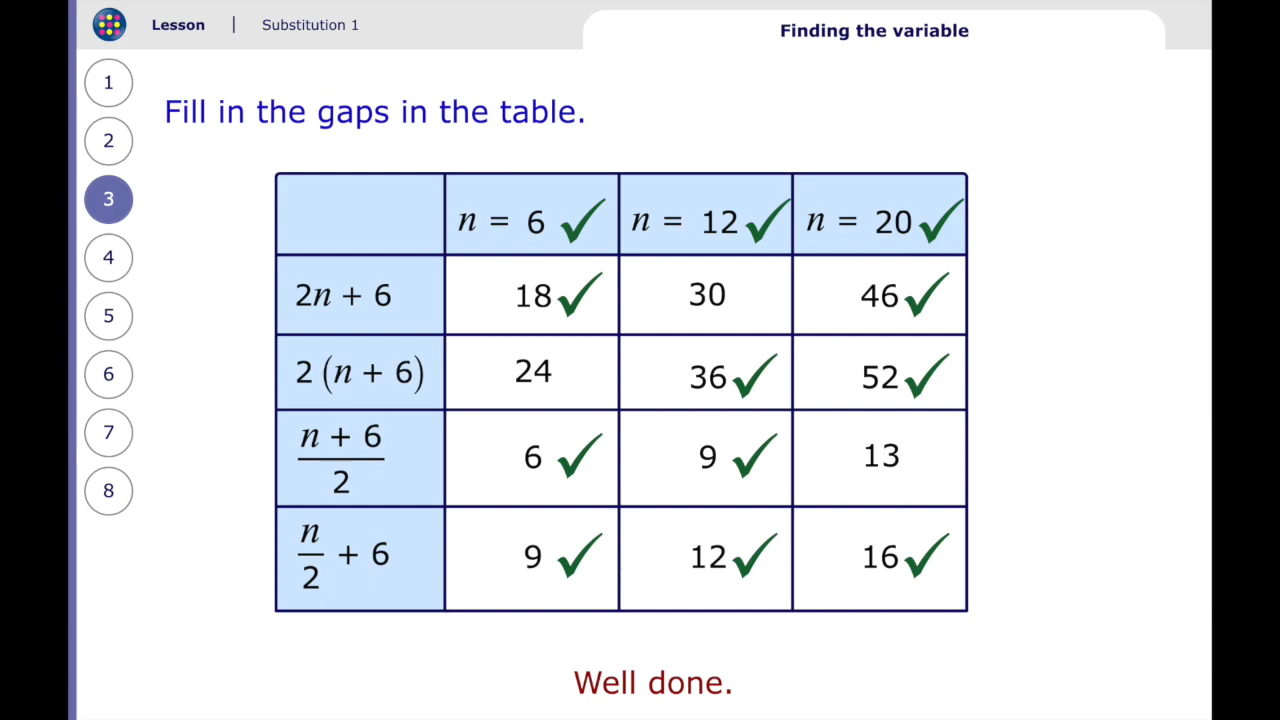 Lesson | Substitution 1
Finding the variable
1
2
3
4
5
6
7
8
Fill in the gaps in the table.
n = 6 ✓ n = 12 ✓ n = 20 ✓
2n + 6 18 ✓ 30 46 ✓
2 (n + 6) 24 36 ✓ 52 ✓
(n + 6)/2 6 ✓ 9 ✓ 13
n/2 + 6 9 ✓ 12 ✓ 16 ✓
Well done.